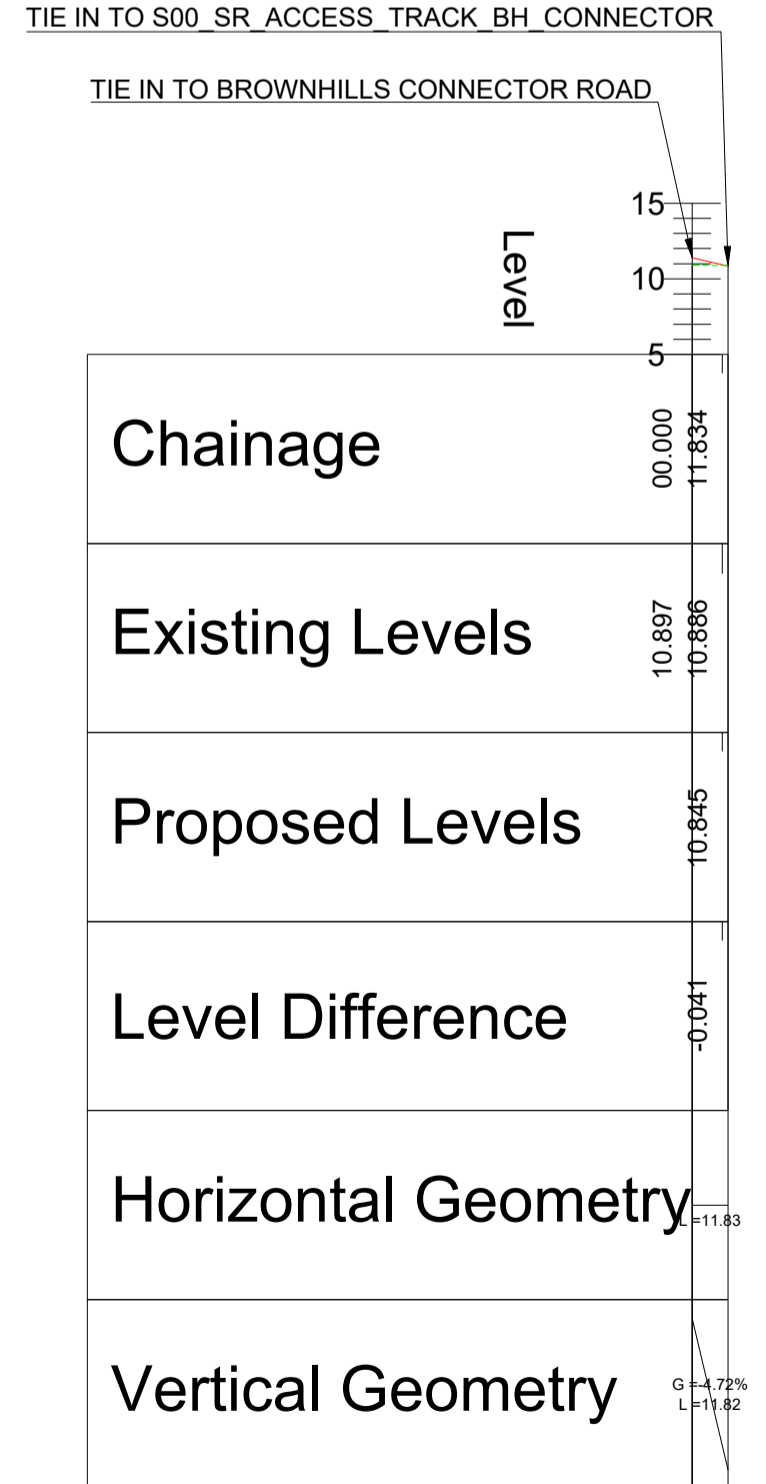 TIE IN TO S00_SR_ACCESS_TRACK_BH_CONNECTOR
TIE IN TO BROWNHILLS CONNECTOR ROAD
Level
15
10
5
Chainage
00.000
11.834
Existing Levels
10.897
10.886
Proposed Levels
10.845
Level Difference
-0.041
Horizontal Geometry
L =11.83
Vertical Geometry
G =-4.72%
L =11.82